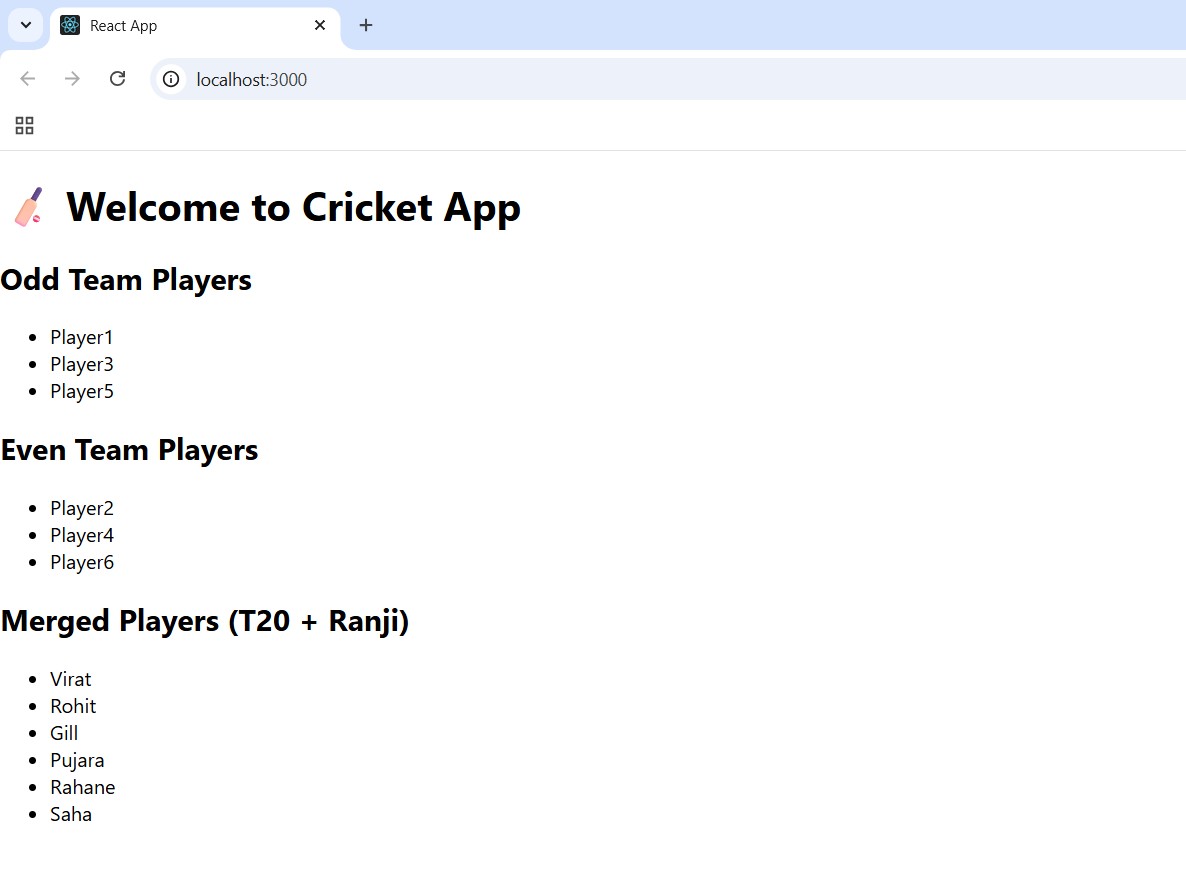 React App
localhost:3000
🏏 Welcome to Cricket App
Odd Team Players
• Player1
• Player3
• Player5
Even Team Players
• Player2
• Player4
• Player6
Merged Players (T20 + Ranji)
• Virat
• Rohit
• Gill
• Pujara
• Rahane
• Saha